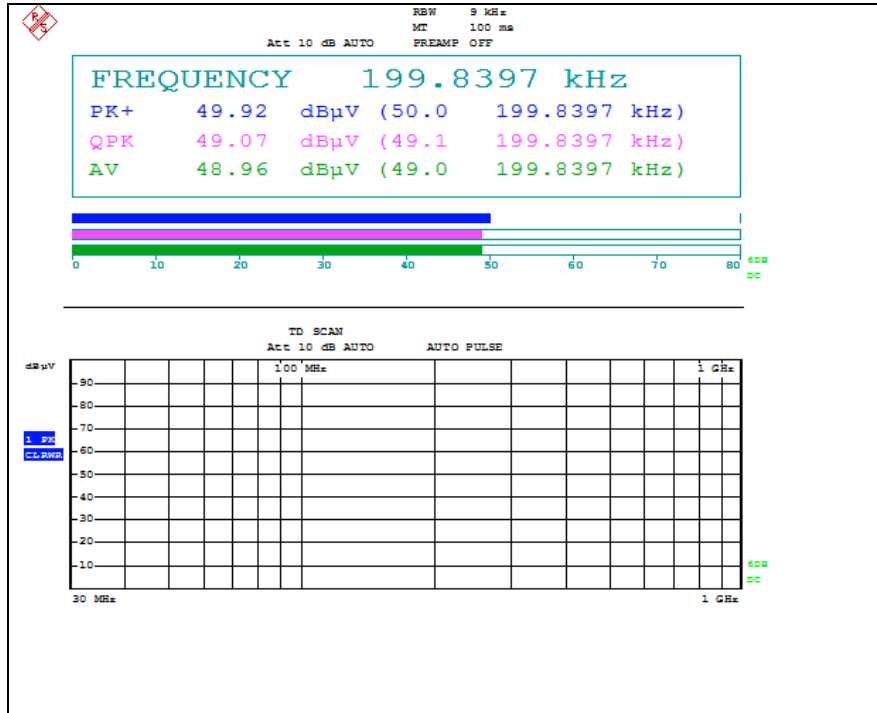 R S
RBW 9 kHz
MT 100 ms
Att 10 dB AUTO PREAMP OFF
FREQUENCY 199.8397 kHz
PK+ 49.92 dBµV (50.0 199.8397 kHz)
QPK 49.07 dBµV (49.1 199.8397 kHz)
AV 48.96 dBµV (49.0 199.8397 kHz)
0 10 20 30 40 50 60 70 80
6DB
DC
TD SCAN
Att 10 dB AUTO AUTO PULSE
dBµV
100 MHz 1 GHz
90
80
70
1 PK
CLRWR
60
50
40
30
20
10
6DB
DC
30 MHz 1 GHz